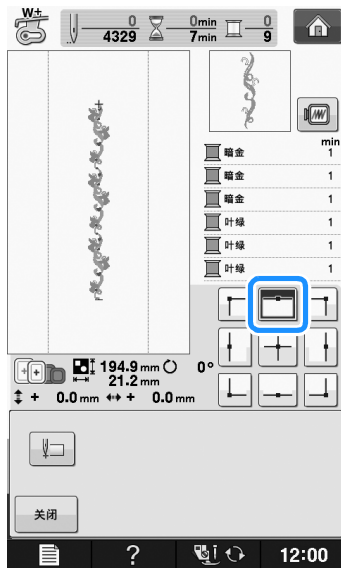 W+
0 0min 0
4329 7min 9
min
暗金 1
暗金 1
暗金 1
叶绿 1
叶绿 1
叶绿 1
194.9 mm 0°
21.2 mm
+ 0.0 mm + 0.0 mm
关闭
? 12:00